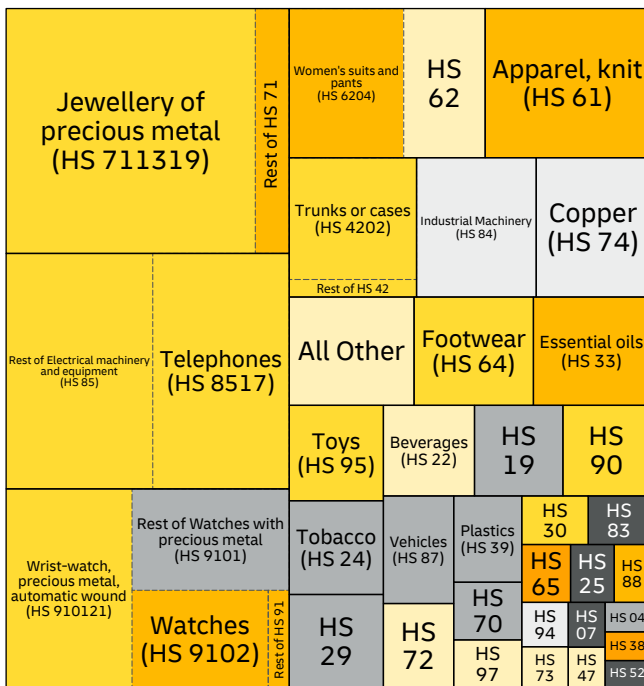 Jewellery of
precious metal
(HS 711319)
Rest of HS 71
Women's suits and
pants
(HS 6204)
HS
62
Apparel, knit
(HS 61)
Trunks or cases
(HS 4202)
Rest of HS 42
Industrial Machinery
(HS 84)
Copper
(HS 74)
Rest of Electrical machinery
and equipment
(HS 85)
Telephones
(HS 8517)
All Other
Footwear
(HS 64)
Essential oils
(HS 33)
Toys
(HS 95)
Beverages
(HS 22)
HS
19
HS
90
Wrist-watch,
precious metal,
automatic wound
(HS 910121)
Rest of Watches with
precious metal
(HS 9101)
Watches
(HS 9102)
Rest of HS 91
Tobacco
(HS 24)
Vehicles
(HS 87)
Plastics
(HS 39)
HS
30
HS
83
HS
65
HS
25
HS
88
HS
29
HS
72
HS
70
HS
97
HS
94
HS
07
HS 04
HS 38
HS
73
HS
47
HS 52